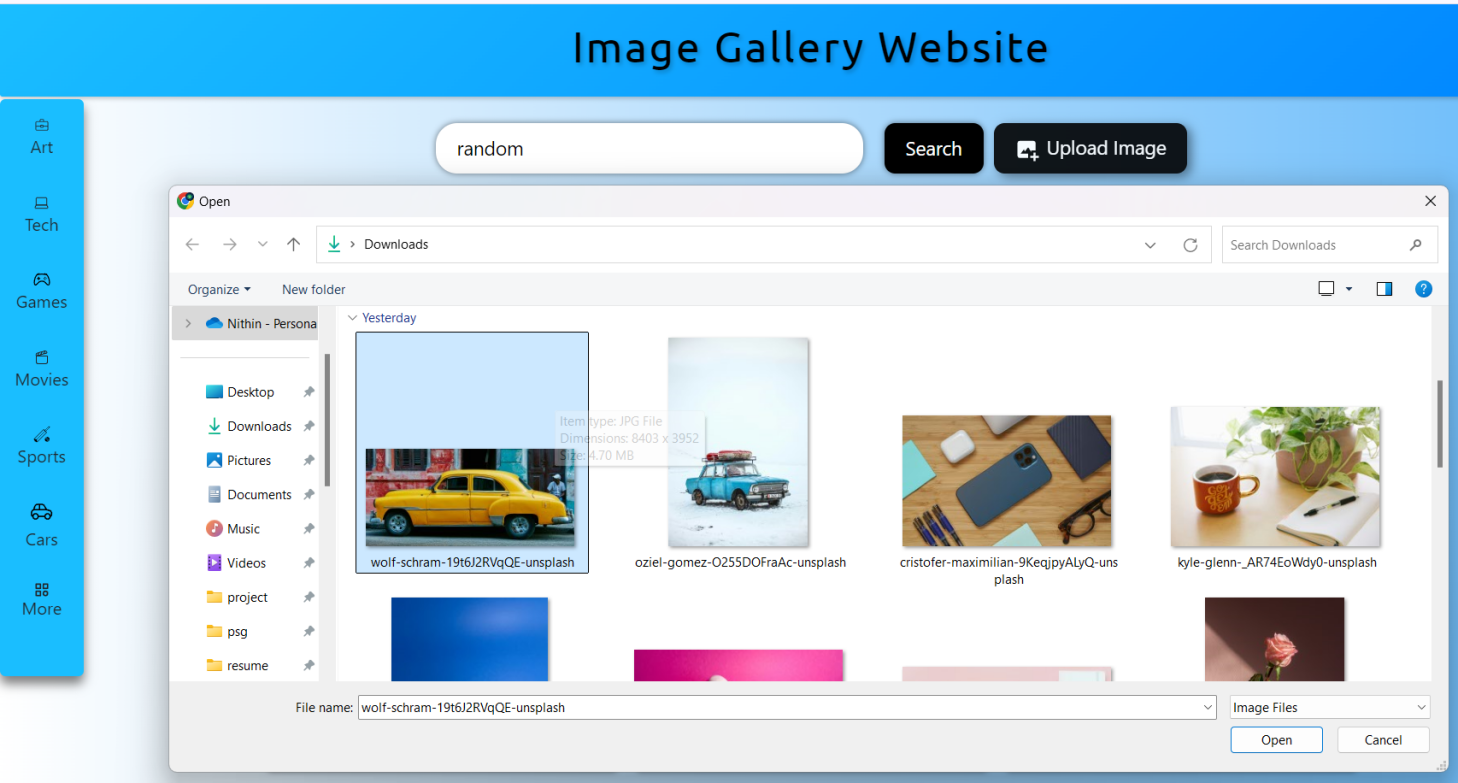 Image Gallery Website
Art
Tech
Games
Movies
Sports
Cars
More
random
Search
Upload Image
Open
Downloads
Search Downloads
Organize
New folder
Nithin - Persona
Desktop
Downloads
Pictures
Documents
Music
Videos
project
psg
resume
Yesterday
Item type: JPG File
Dimensions: 8403 x 3952
Size: 4.70 MB
wolf-schram-19t6J2RVqQE-unsplash
oziel-gomez-O255DOFraAc-unsplash
cristofer-maximilian-9KeqjpyALyQ-uns
plash
kyle-glenn-_AR74EoWdy0-unsplash
File name:
wolf-schram-19t6J2RVqQE-unsplash
Image Files
Open
Cancel